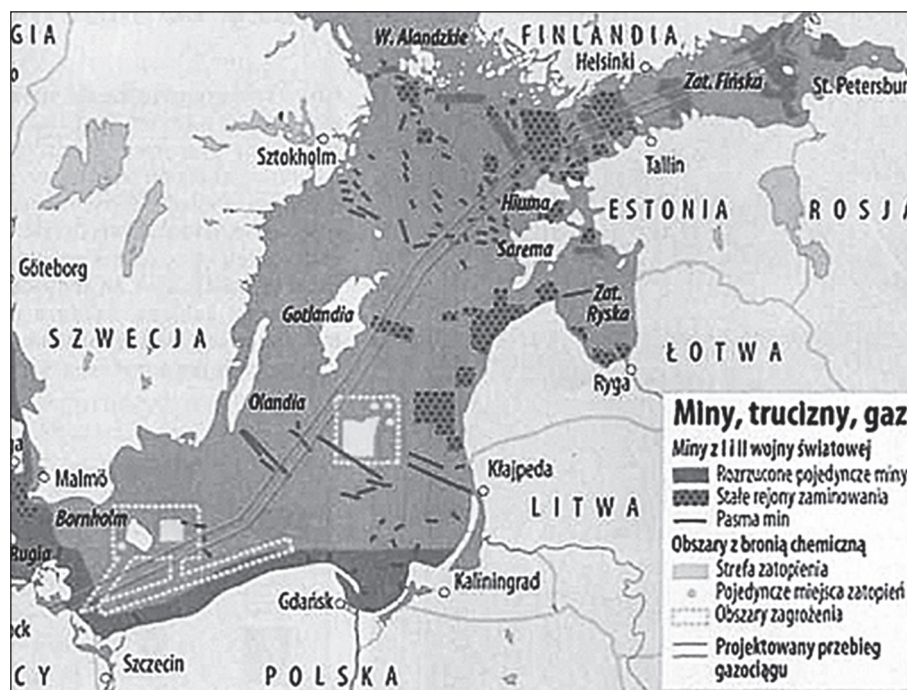 GIA
W. Alandzkie
FINLANDIA
Helsinki
Zat. Fińska
St. Petersbur
Sztokholm
Tallin
Hiuma
ESTONIA
ROSJA
Sarema
Göteborg
Gotlandia
Zat.
Ryska
SZWECJA
ŁOTWA
Ryga
Olandia
Malmö
Kłajpeda
LITWA
Bornholm
Rugia
Kaliningrad
Gdańsk
ock
Szczecin
CY
POLSKA
Miny, trucizny, gaz
Miny z I i II wojny światowej
Rozrzucone pojedyncze miny
Stałe rejony zaminowania
Pasma min
Obszary z bronią chemiczną
Strefa zatopienia
Pojedyncze miejsca zatopień
Obszary zagrożenia
Projektowany przebieg
gazociągu